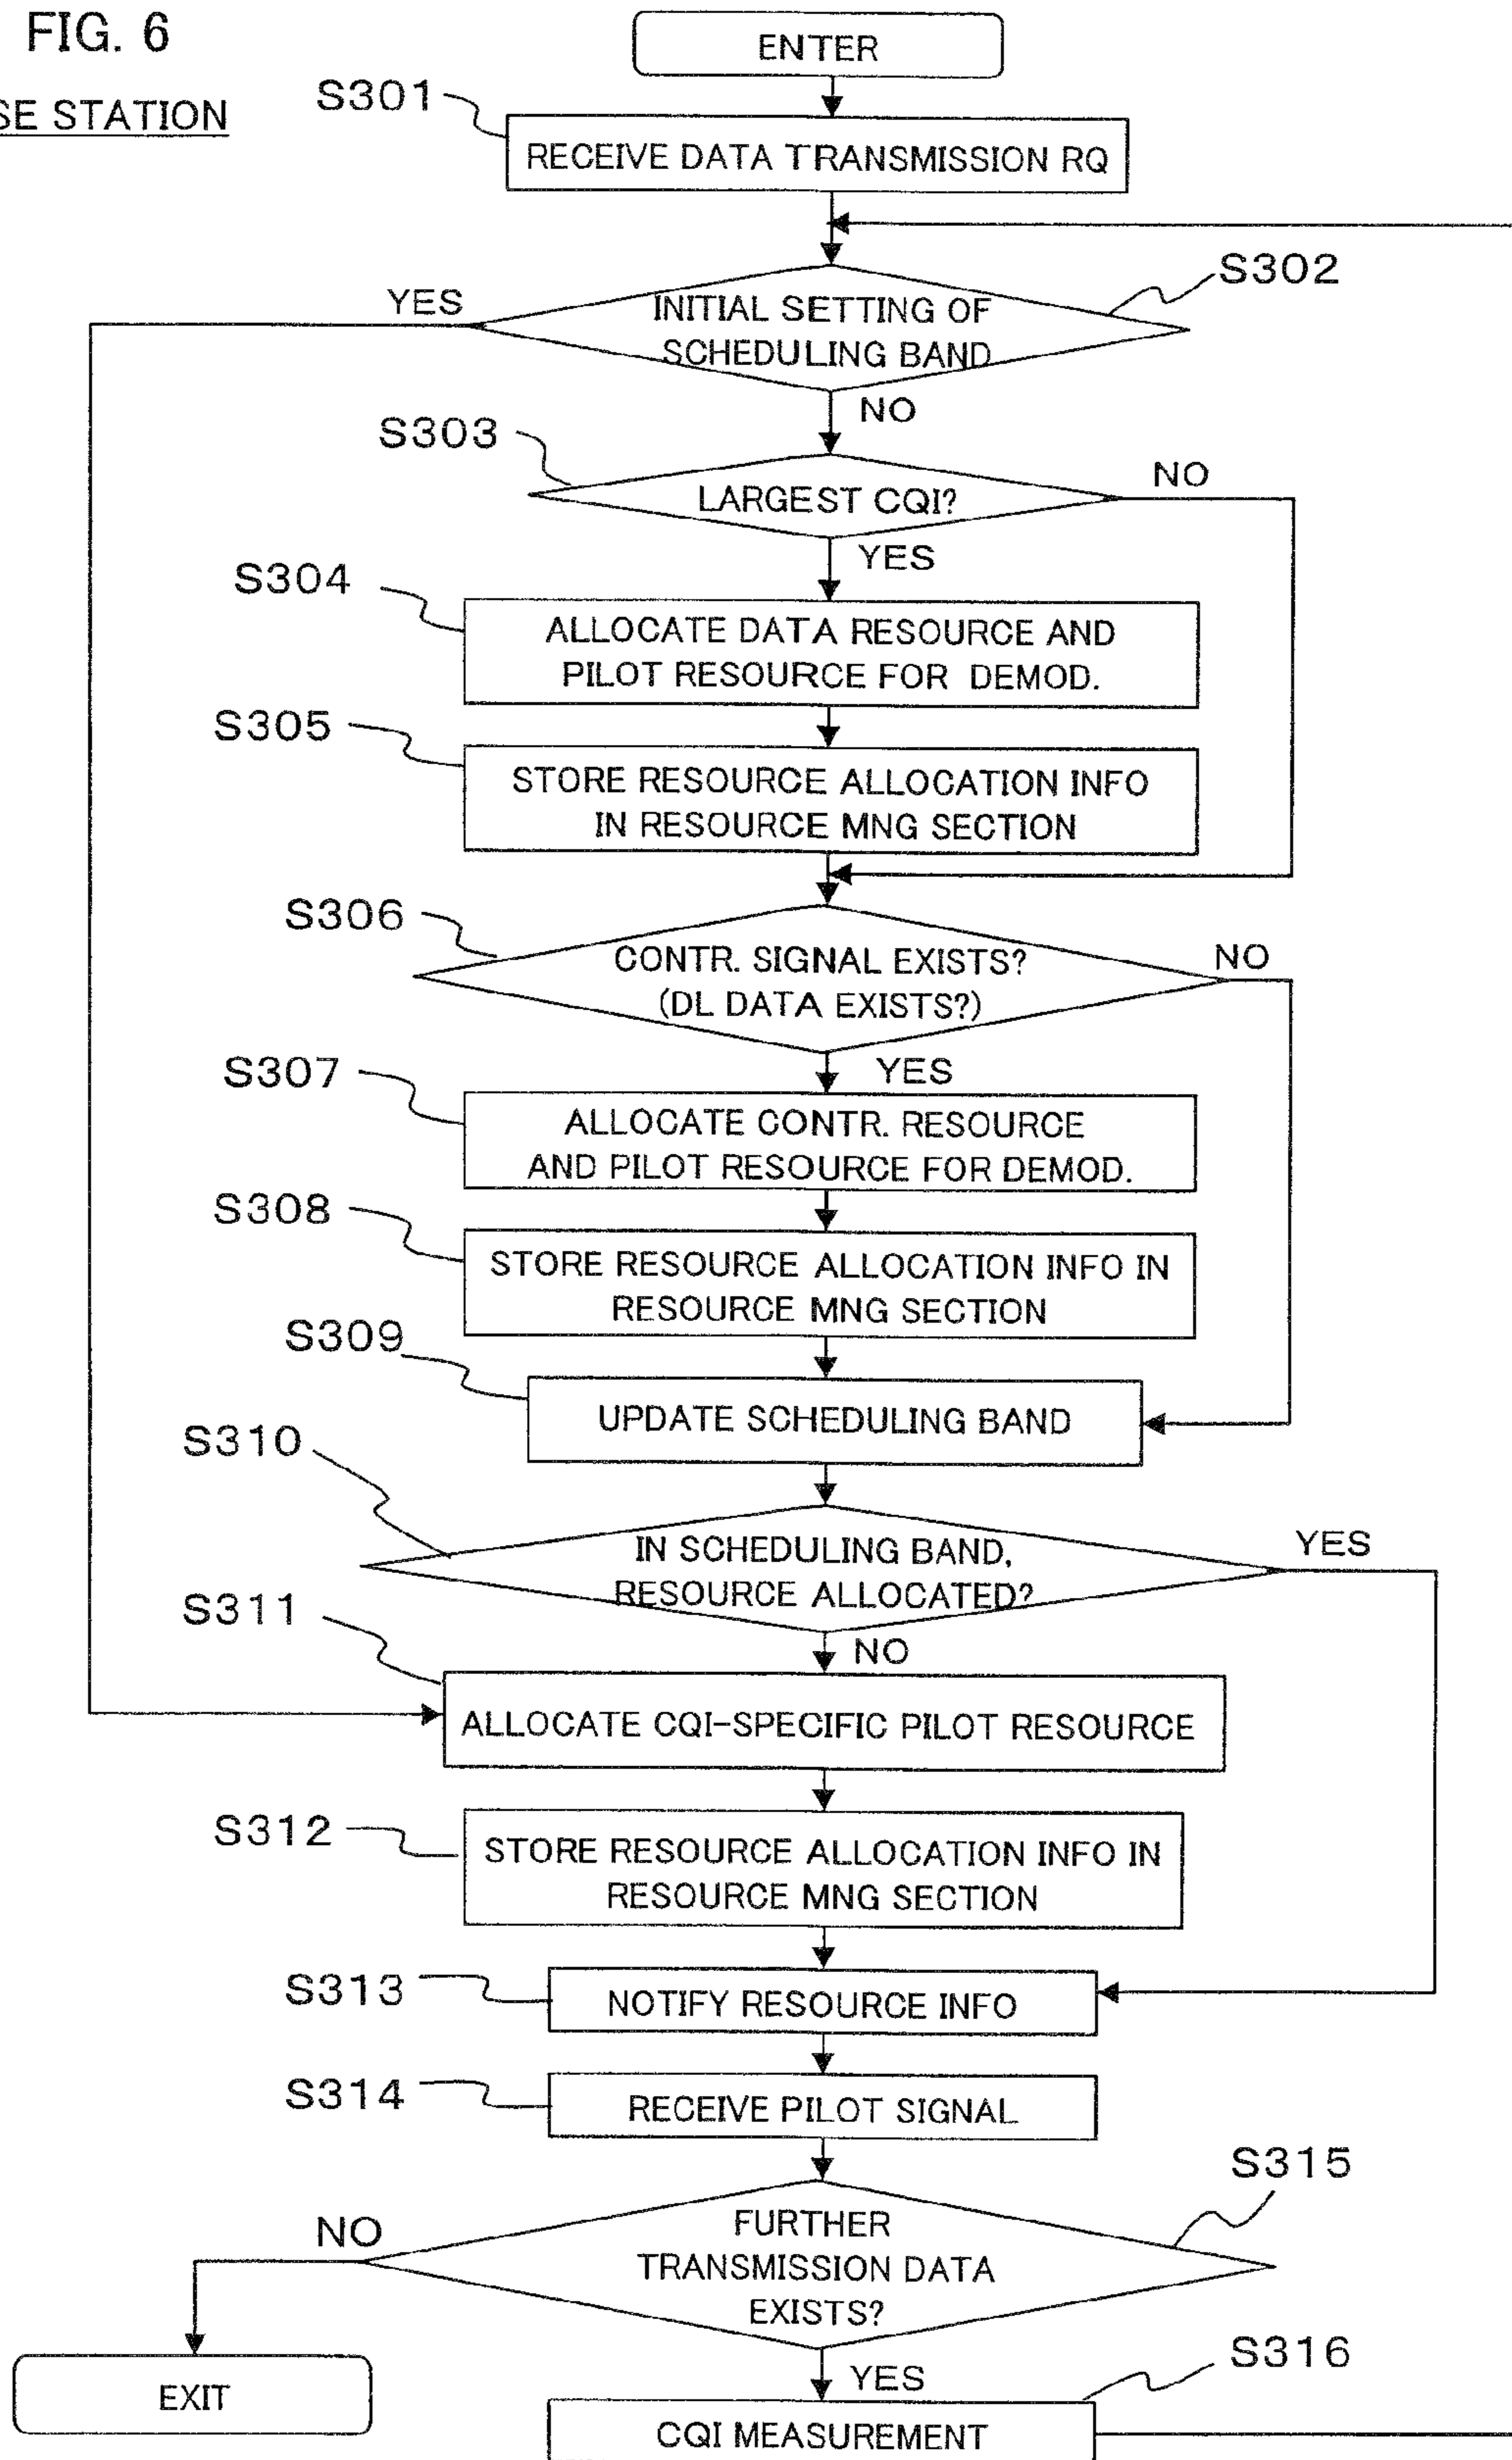 FIG. 6
SE STATION
ENTER
S301
RECEIVE DATA TRANSMISSION RQ
S302
YES
INITIAL SETTING OF
SCHEDULING BAND
NO
S303
LARGEST CQI?
NO
YES
S304
ALLOCATE DATA RESOURCE AND
PILOT RESOURCE FOR DEMOD.
S305
STORE RESOURCE ALLOCATION INFO
IN RESOURCE MNG SECTION
S306
CONTR. SIGNAL EXISTS?
(DL DATA EXISTS?)
NO
YES
S307
ALLOCATE CONTR. RESOURCE
AND PILOT RESOURCE FOR DEMOD.
S308
STORE RESOURCE ALLOCATION INFO IN
RESOURCE MNG SECTION
S309
UPDATE SCHEDULING BAND
S310
IN SCHEDULING BAND,
RESOURCE ALLOCATED?
YES
NO
S311
ALLOCATE CQI-SPECIFIC PILOT RESOURCE
S312
STORE RESOURCE ALLOCATION INFO IN
RESOURCE MNG SECTION
S313
NOTIFY RESOURCE INFO
S314
RECEIVE PILOT SIGNAL
S315
NO
FURTHER
TRANSMISSION DATA
EXISTS?
YES
S316
EXIT
CQI MEASUREMENT